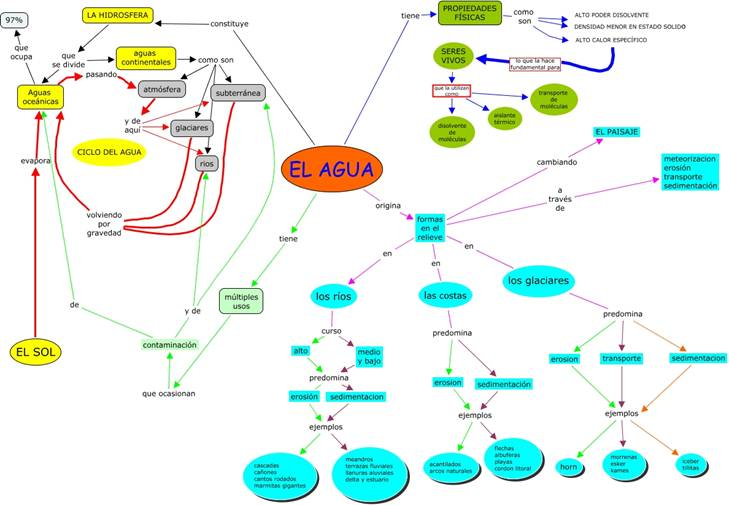 97%
LA HIDROSFERA
constituye
tiene
PROPIEDADES
FÍSICAS
como
son
ALTO PODER DISOLVENTE
DENSIDAD MENOR EN ESTADO SOLIDO
ALTO CALOR ESPECÍFICO
que
ocupa
que
se divide
aguas
continentales
como son
SERES
VIVOS
lo que la hace
fundamental para
Aguas
oceánicas
pasando
atmósfera
subterránea
que la utilizan
como
transporte
de
moléculas
aislante
térmico
disolvente
de
moléculas
y de
aquí
glaciares
rios
CICLO DEL AGUA
evapora
EL AGUA
EL PAISAJE
cambiando
meteorizacion
erosión
transporte
sedimentación
a
través
de
volviendo
por
gravedad
origina
formas
en el
relieve
tiene
en
en
en
los ríos
las costas
los glaciares
múltiples
usos
de
y de
contaminación
EL SOL
que ocasionan
curso
alto
medio
y bajo
predomina
erosión
sedimentacion
ejemplos
cascadas
cañones
cantos rodados
marmitas gigantes
meandros
terrazas fluviales
llanuras aluviales
delta y estuario
predomina
erosion
sedimentación
ejemplos
acantilados
arcos naturales
flechas
albuferas
playas
cordon litoral
predomina
erosion
transporte
sedimentacion
ejemplos
horn
morrenas
esker
kames
iceber
tilitas